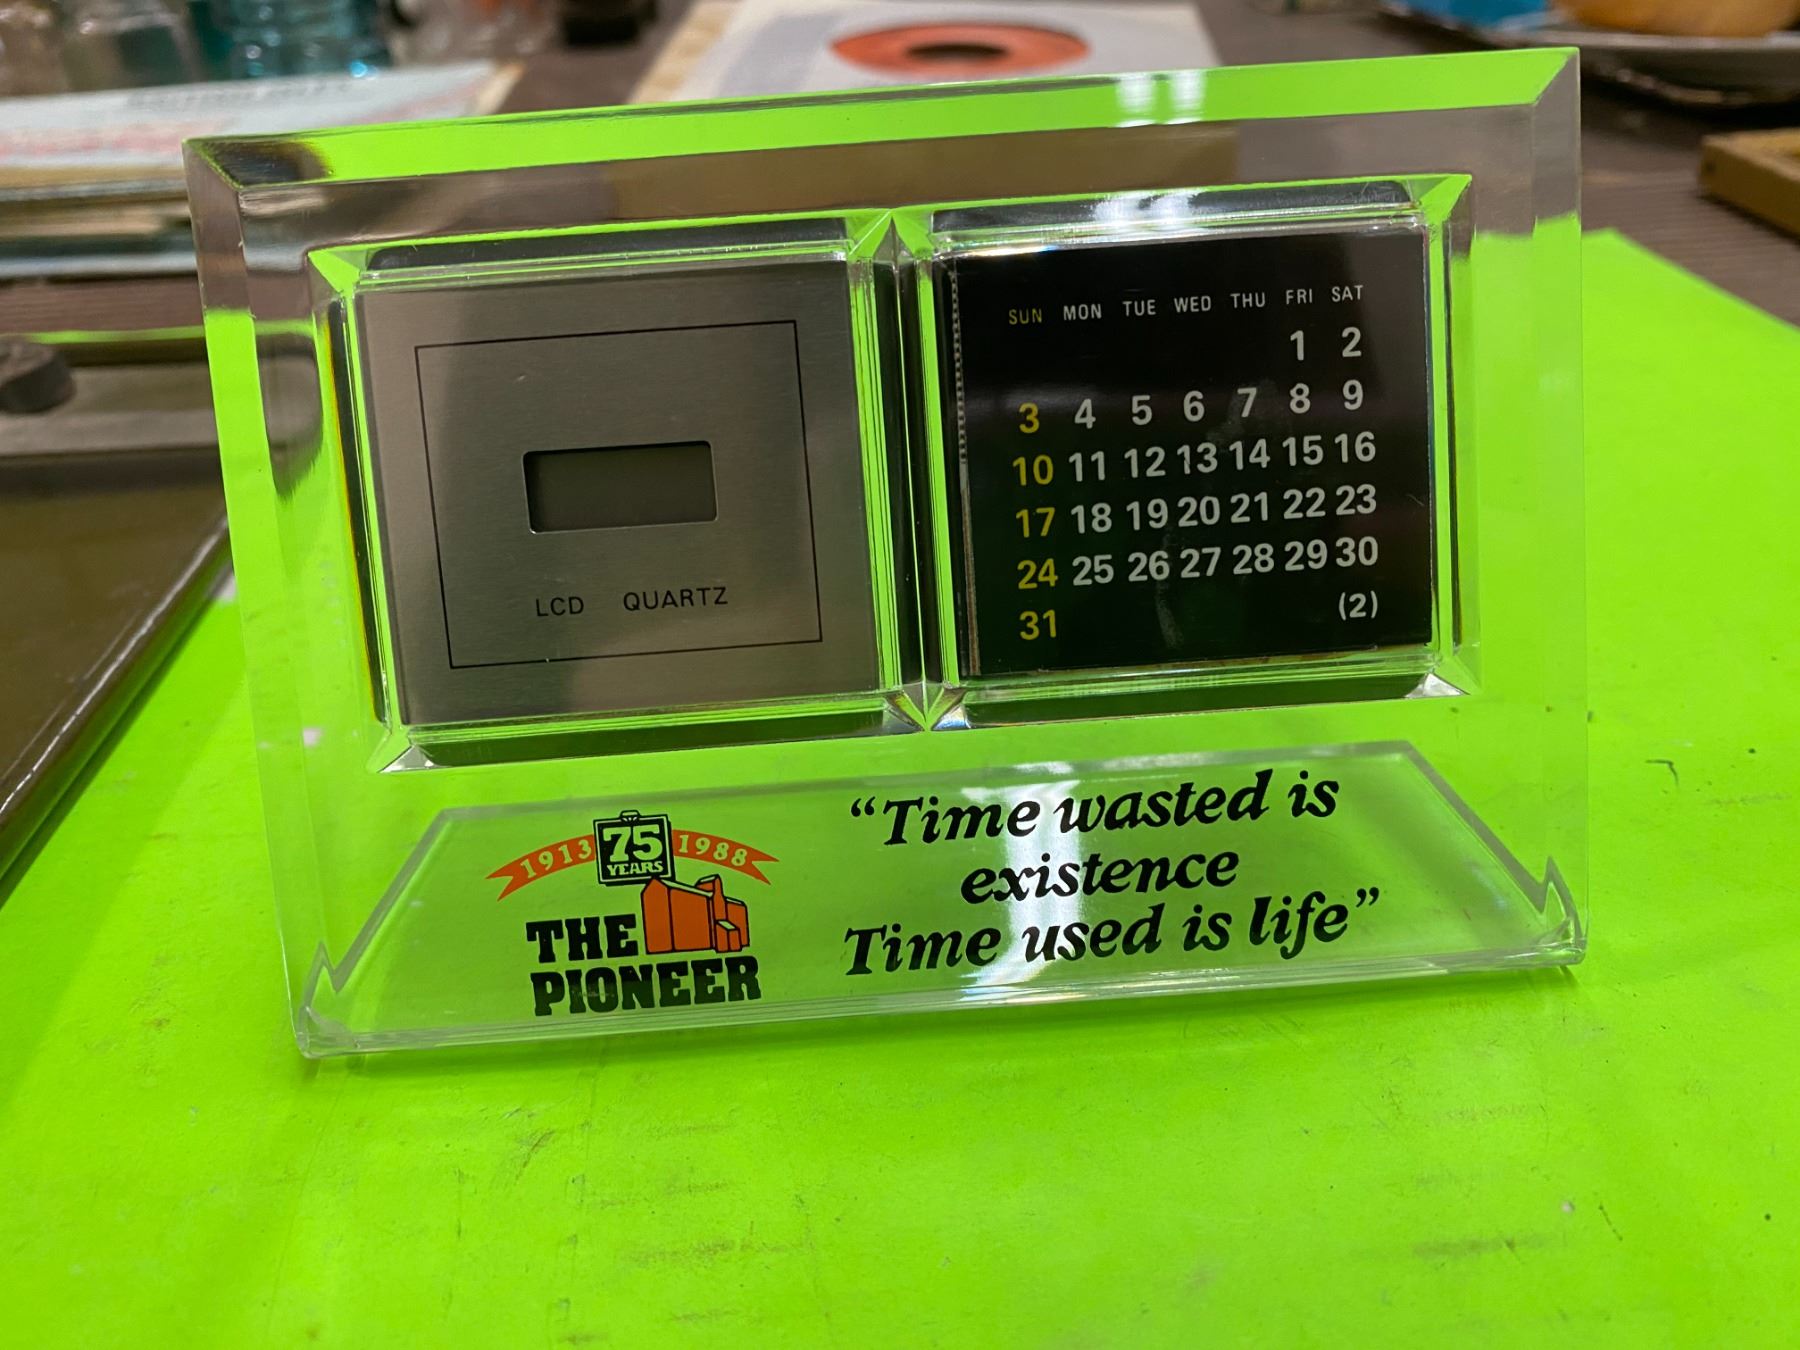 LCD QUARTZ
SUN MON TUE WED THU FRI SAT
1 2
3 4 5 6 7 8 9
10 11 12 13 14 15 16
17 18 19 20 21 22 23
24 25 26 27 28 29 30
31 (2)
1913 75 1988
YEARS
THE
PIONEER
“Time wasted is
existence
Time used is life”